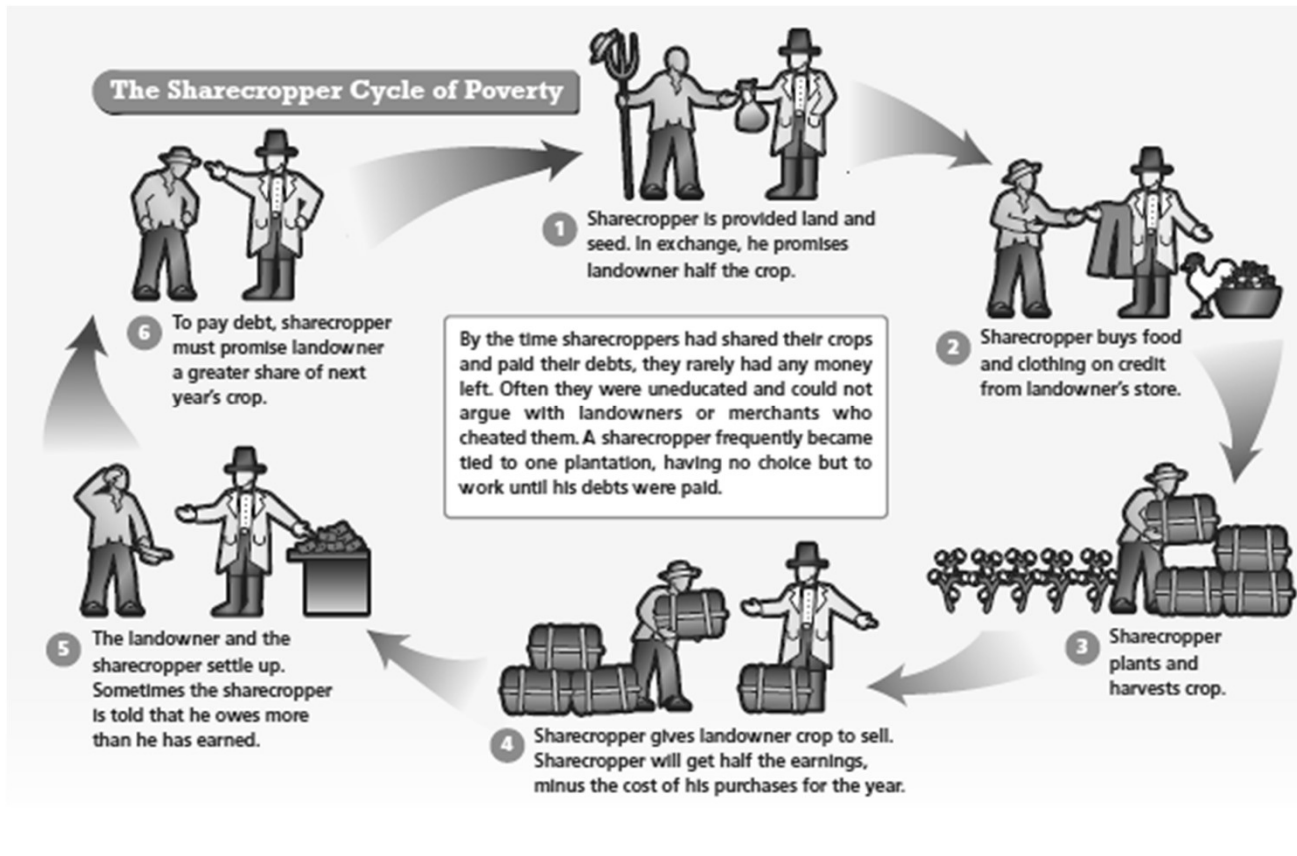 The Sharecropper Cycle of Poverty
1
Sharecropper is provided land and
seed. In exchange, he promises
landowner half the crop.
2
Sharecropper buys food
and clothing on credit
from landowner's store.
3
Sharecropper
plants and
harvests crop.
4
Sharecropper gives landowner crop to sell.
Sharecropper will get half the earnings,
minus the cost of his purchases for the year.
5
The landowner and the
sharecropper settle up.
Sometimes the sharecropper
is told that he owes more
than he has earned.
6
To pay debt, sharecropper
must promise landowner
a greater share of next
year's crop.
By the time sharecroppers had shared their crops
and paid their debts, they rarely had any money
left. Often they were uneducated and could not
argue with landowners or merchants who
cheated them. A sharecropper frequently became
tied to one plantation, having no choice but to
work until his debts were paid.